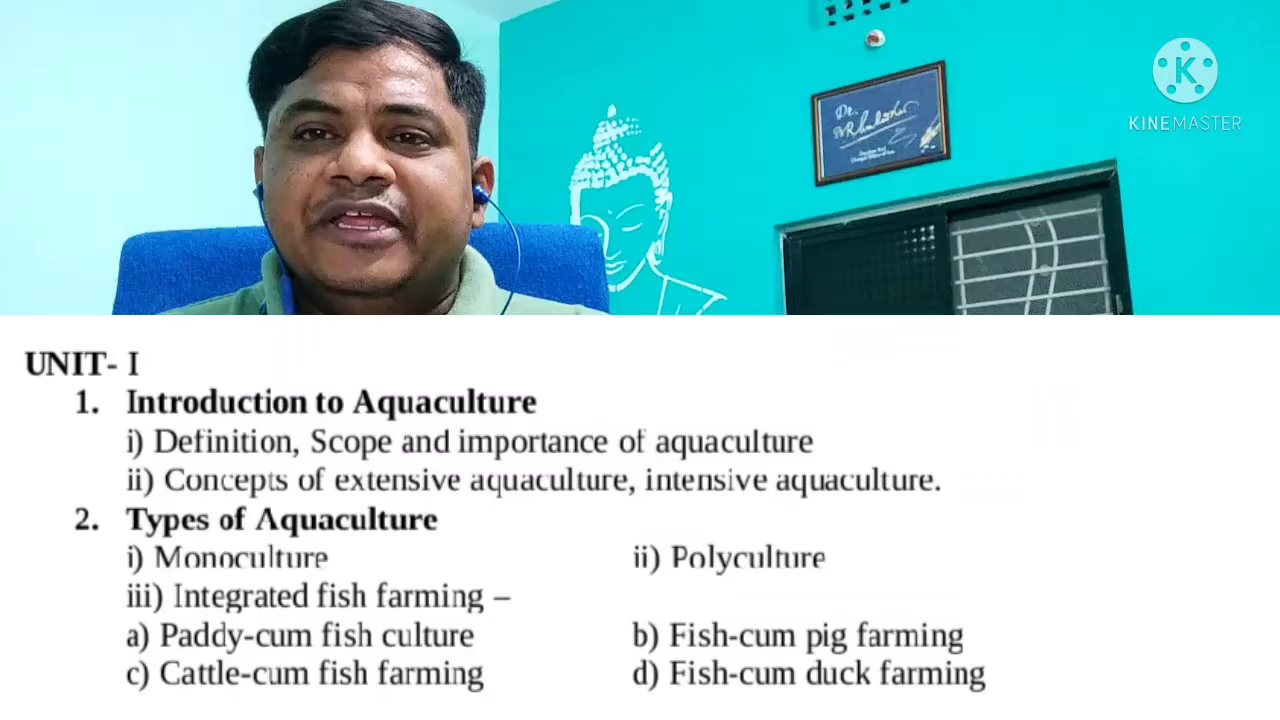 KINEMASTER
Dr.
UNIT- I
1. Introduction to Aquaculture
i) Definition, Scope and importance of aquaculture
ii) Concepts of extensive aquaculture, intensive aquaculture.
2. Types of Aquaculture
i) Monoculture ii) Polyculture
iii) Integrated fish farming –
a) Paddy-cum fish culture b) Fish-cum pig farming
c) Cattle-cum fish farming d) Fish-cum duck farming